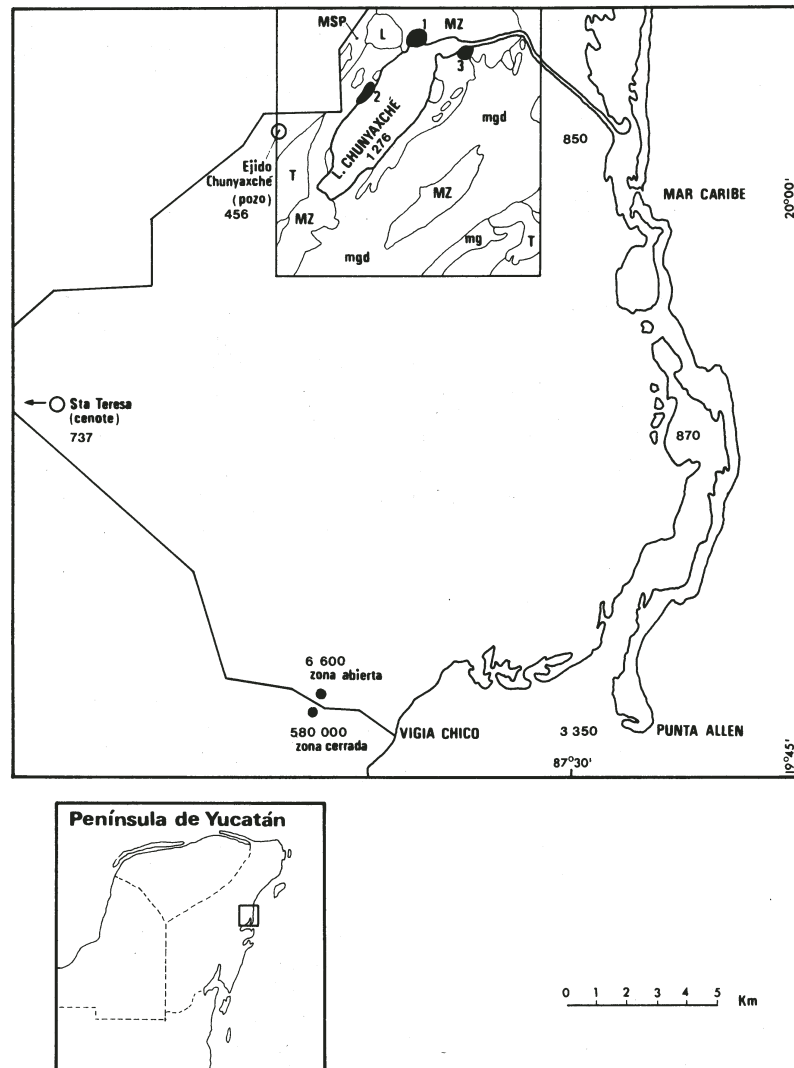 MSP
L
1
MZ
3
2
L. CHUNYAXCHÉ
1 276
mgd
850
Ejido
Chunyaxché
(pozo)
456
T
MZ
MZ
mgd
mg
T
MAR CARIBE
20°00'
Sta Teresa
(cenote)
737
870
6 600
zona abierta
580 000
zona cerrada
VIGIA CHICO
3 350
PUNTA ALLEN
87°30'
19°45'
Península de Yucatán
0 1 2 3 4 5 Km